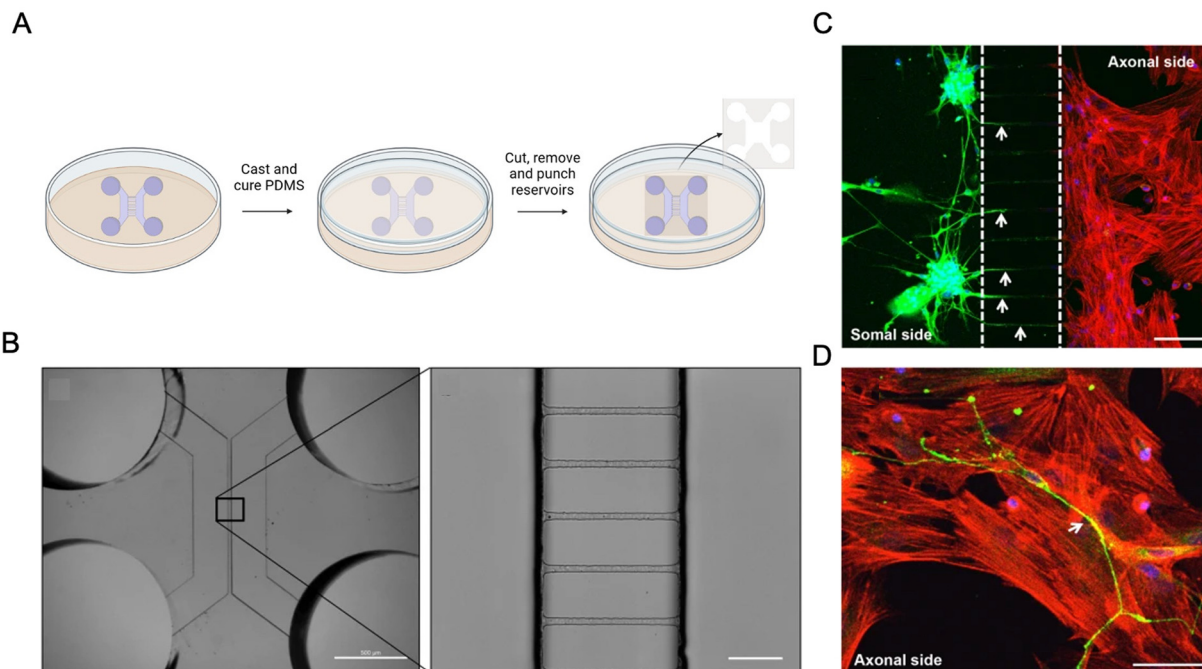 A
Cast and
cure PDMS
Cut, remove
and punch
reservoirs
B
500 µm
C
Axonal side
Somal side
D
Axonal side